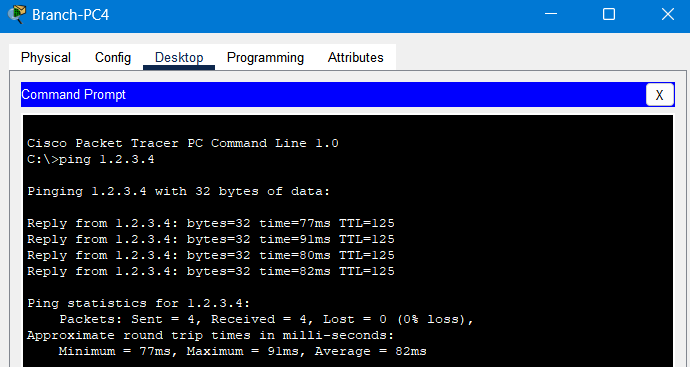 Branch-PC4
Physical Config Desktop Programming Attributes
Command Prompt X
Cisco Packet Tracer PC Command Line 1.0
C:\>ping 1.2.3.4
Pinging 1.2.3.4 with 32 bytes of data:
Reply from 1.2.3.4: bytes=32 time=77ms TTL=125
Reply from 1.2.3.4: bytes=32 time=91ms TTL=125
Reply from 1.2.3.4: bytes=32 time=80ms TTL=125
Reply from 1.2.3.4: bytes=32 time=82ms TTL=125
Ping statistics for 1.2.3.4:
    Packets: Sent = 4, Received = 4, Lost = 0 (0% loss),
Approximate round trip times in milli-seconds:
    Minimum = 77ms, Maximum = 91ms, Average = 82ms